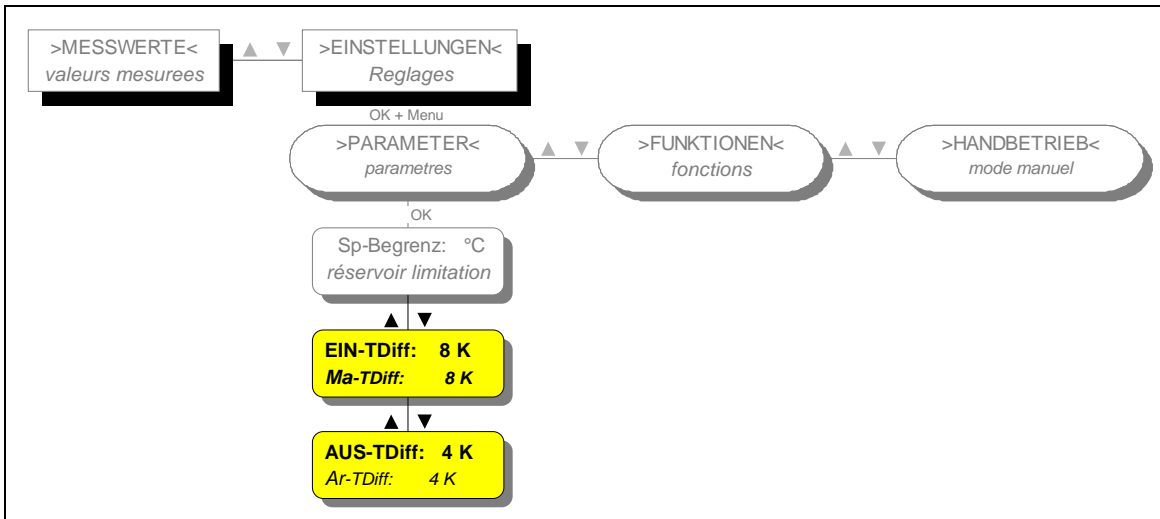 >MESSWERTE<
valeurs mesurees
▲ ▼
>EINSTELLUNGEN<
Reglages
OK + Menu
>PARAMETER<
parametres
▲ ▼
>FUNKTIONEN<
fonctions
▲ ▼
>HANDBETRIEB<
mode manuel
OK
Sp-Begrenz: °C
réservoir limitation
▲ ▼
EIN-TDiff: 8 K
Ma-TDiff: 8 K
▲ ▼
AUS-TDiff: 4 K
Ar-TDiff: 4 K